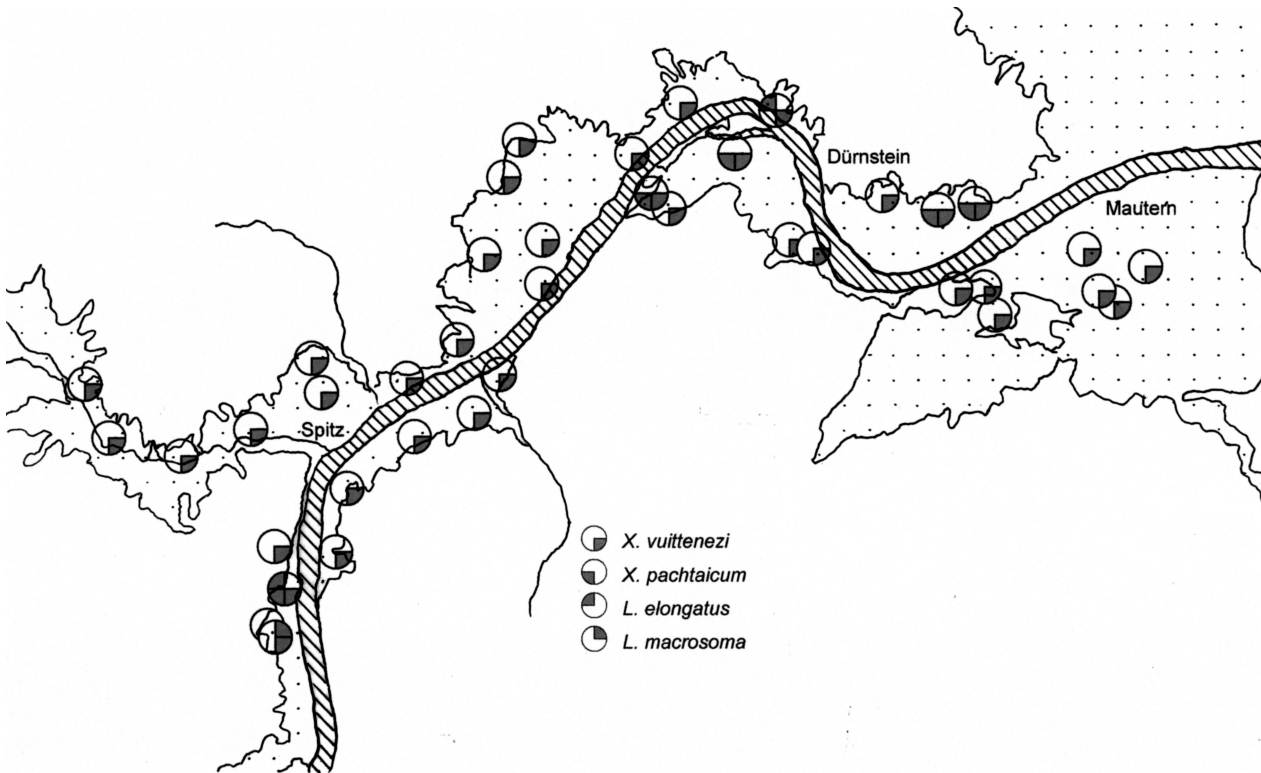 Dürnstein
Mautern
Spitz
X. vuittenezi
X. pachtaicum
L. elongatus
L. macrosoma